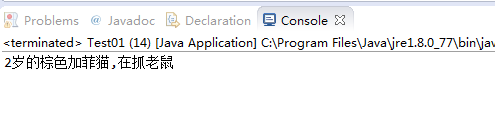 Problems @ Javadoc Declaration Console
<terminated> Test01 (14) [Java Application] C:\Program Files\Java\jre1.8.0_77\bin\jav
2岁的棕色加菲猫,在抓老鼠